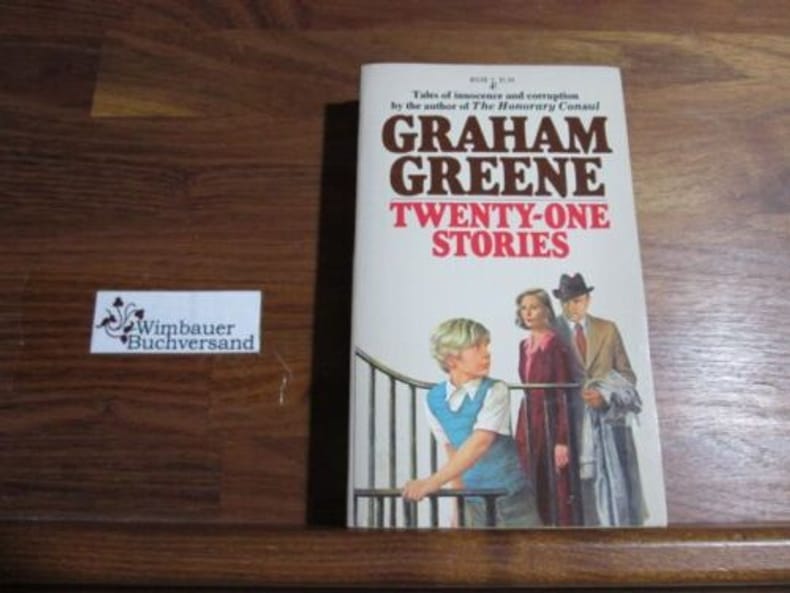 Tales of innocence and corruption
by the author of The Honorary Consul
GRAHAM
GREENE
TWENTY-ONE
STORIES
Wimbauer
Buchversand